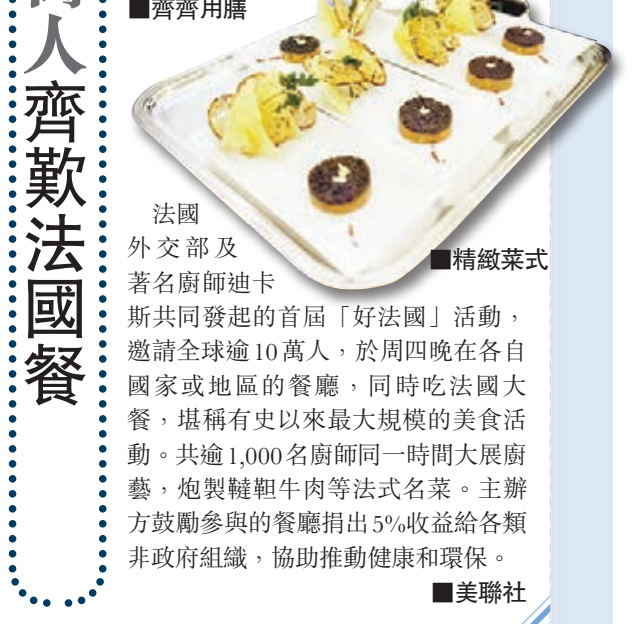 人齊歎法國餐
■齊齊用膳
■精緻菜式
法國
外交部及
著名廚師迪卡
斯共同發起的首屆「好法國」活動，
邀請全球逾10萬人，於周四晚在各自
國家或地區的餐廳，同時吃法國大
餐，堪稱有史以來最大規模的美食活
動。共逾1,000名廚師同一時間大展廚
藝，炮製韃靼牛肉等法式名菜。主辦
方鼓勵參與的餐廳捐出5%收益給各類
非政府組織，協助推動健康和環保。
■美聯社